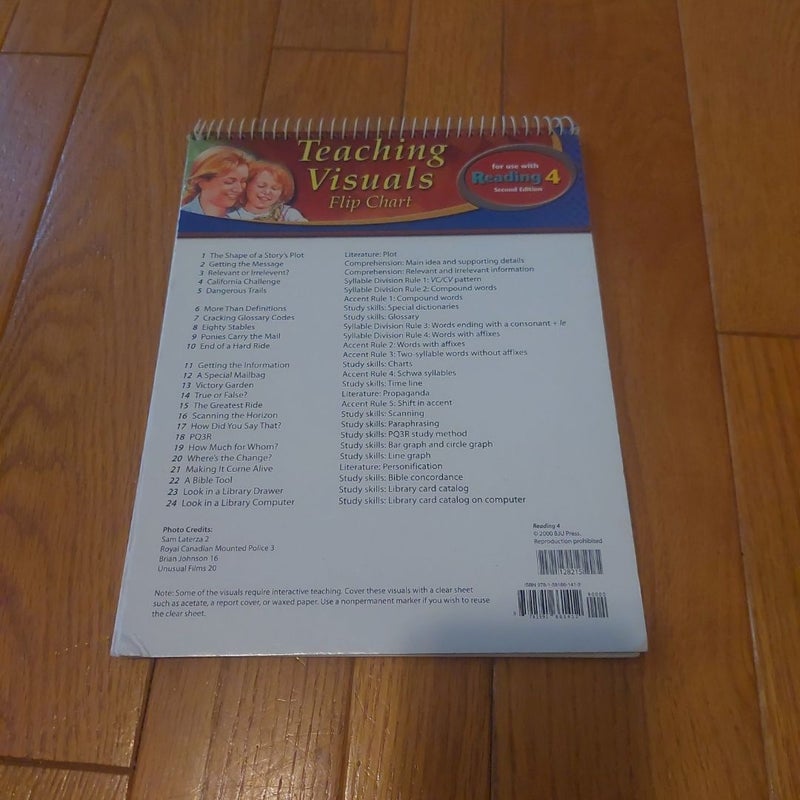 Teaching
Visuals
Flip Chart
for use with
Reading 4
Second Edition
1 The Shape of a Story's Plot Literature: Plot
2 Getting the Message Comprehension: Main idea and supporting details
3 Relevant or Irrelevent? Comprehension: Relevant and irrelevant information
4 California Challenge Syllable Division Rule 1: VC/CV pattern
5 Dangerous Trails Syllable Division Rule 2: Compound words
Accent Rule 1: Compound words
6 More Than Definitions Study skills: Special dictionaries
7 Cracking Glossary Codes Study skills: Glossary
8 Eighty Stables Syllable Division Rule 3: Words ending with a consonant + le
9 Ponies Carry the Mail Syllable Division Rule 4: Words with affixes
10 End of a Hard Ride Accent Rule 2: Words with affixes
Accent Rule 3: Two-syllable words without affixes
11 Getting the Information Study skills: Charts
12 A Special Mailbag Accent Rule 4: Schwa syllables
13 Victory Garden Study skills: Time line
14 True or False? Literature: Propaganda
15 The Greatest Ride Accent Rule 5: Shift in accent
16 Scanning the Horizon Study skills: Scanning
17 How Did You Say That? Study skills: Paraphrasing
18 PQ3R Study skills: PQ3R study method
19 How Much for Whom? Study skills: Bar graph and circle graph
20 Where's the Change? Study skills: Line graph
21 Making It Come Alive Literature: Personification
22 A Bible Tool Study skills: Bible concordance
23 Look in a Library Drawer Study skills: Library card catalog
24 Look in a Library Computer Study skills: Library card catalog on computer
Photo Credits:
Sam Laterza 2
Royal Canadian Mounted Police 3
Brian Johnson 16
Unusual Films 20
Reading 4
© 2000 BJU Press.
Reproduction prohibited.
Note: Some of the visuals require interactive teaching. Cover these visuals with a clear sheet
such as acetate, a report cover, or waxed paper. Use a nonpermanent marker if you wish to reuse
the clear sheet.
ISBN
90000